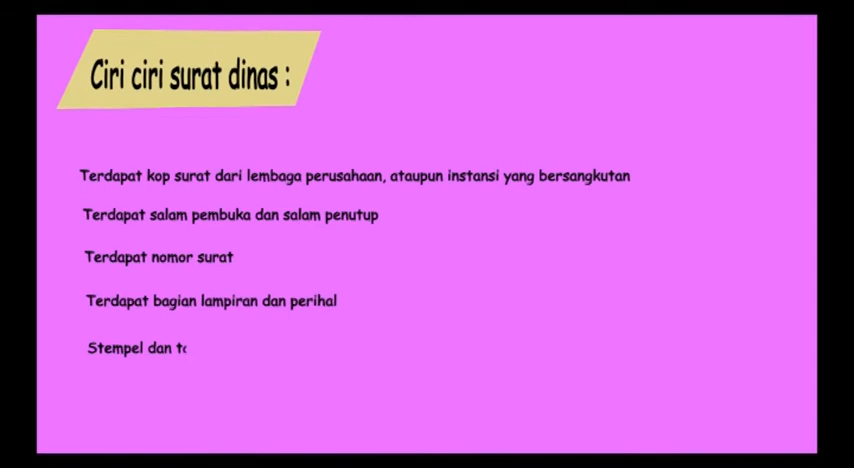 Ciri ciri surat dinas :
Terdapat kop surat dari lembaga perusahaan, ataupun instansi yang bersangkutan
Terdapat salam pembuka dan salam penutup
Terdapat nomor surat
Terdapat bagian lampiran dan perihal
Stempel dan